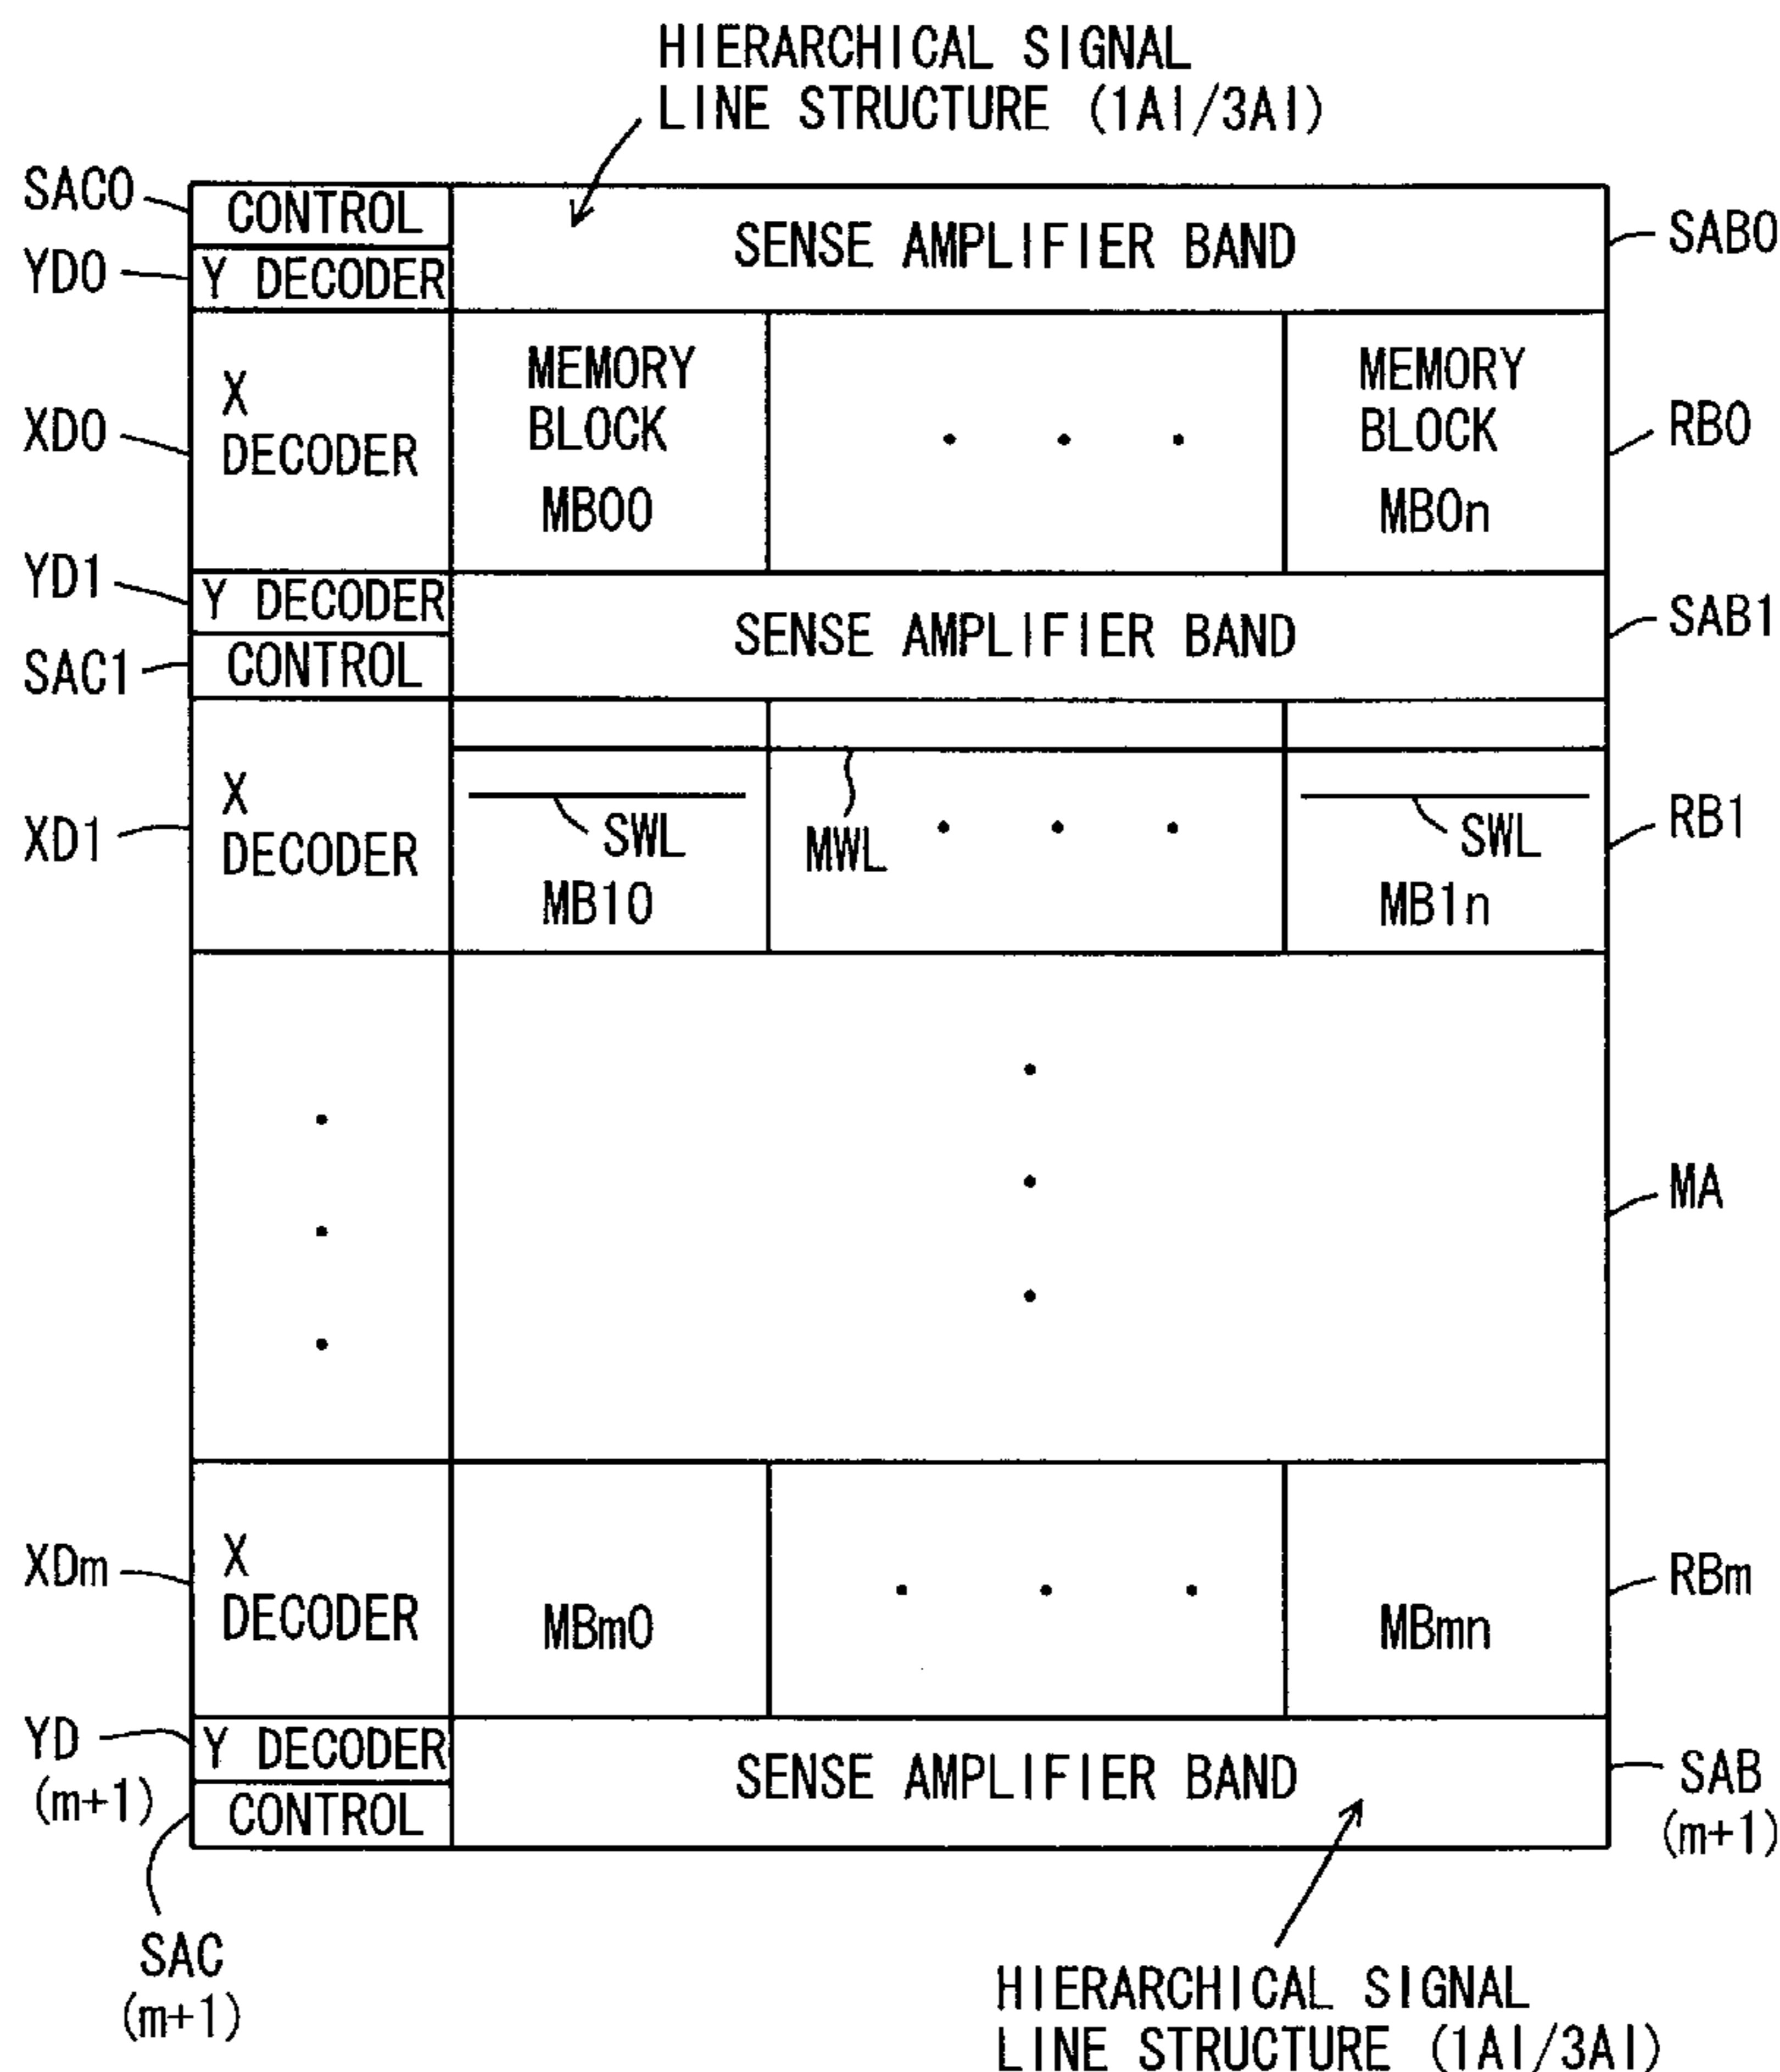 HIERARCHICAL SIGNAL
LINE STRUCTURE (1Al/3Al)
SAC0
CONTROL
SENSE AMPLIFIER BAND
SAB0
YD0
Y DECODER
XD0
X
DECODER
MEMORY
BLOCK
MB00
MEMORY
BLOCK
MB0n
RB0
YD1
Y DECODER
SENSE AMPLIFIER BAND
SAB1
SAC1
CONTROL
XD1
X
DECODER
SWL
MB10
MWL
SWL
MB1n
RB1
MA
XDm
X
DECODER
MBm0
MBmn
RBm
YD
(m+1)
Y DECODER
CONTROL
SENSE AMPLIFIER BAND
SAB
(m+1)
SAC
(m+1)
HIERARCHICAL SIGNAL
LINE STRUCTURE (1Al/3Al)